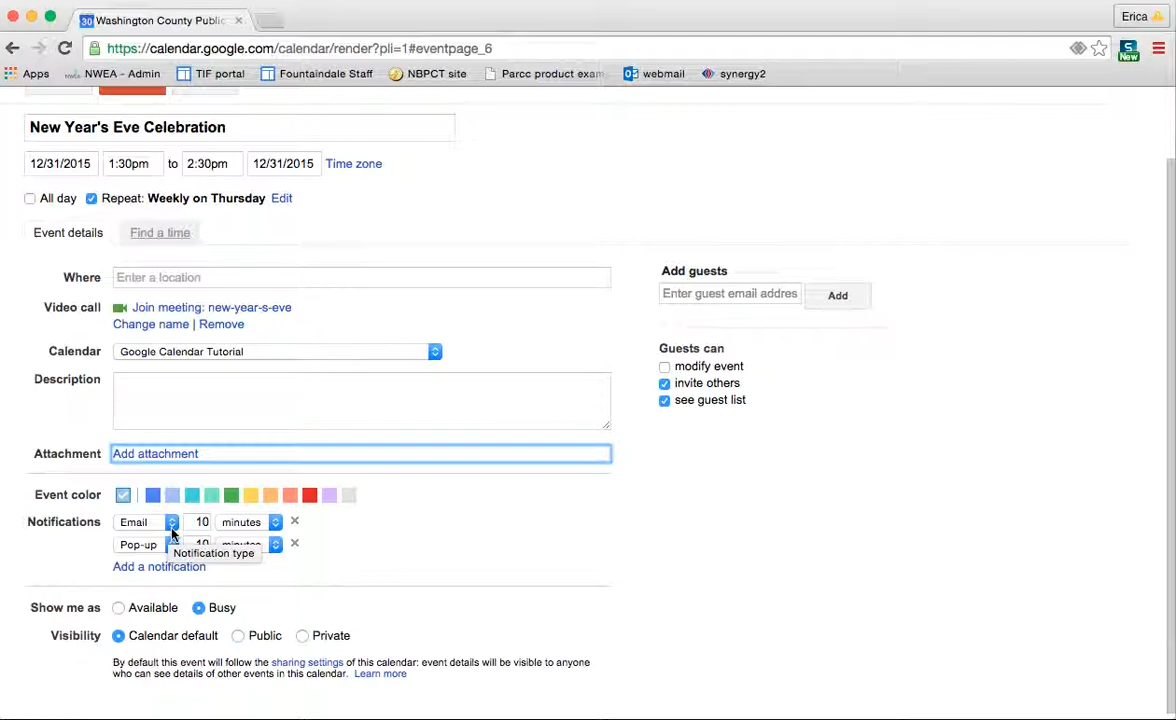 Washington County Public
Erica
https://calendar.google.com/calendar/render?pli=1#eventpage_6
Apps NWEA - Admin TIF portal Fountaindale Staff NBPCT site Parcc product exam webmail synergy2
New
New Year's Eve Celebration
12/31/2015 1:30pm to 2:30pm 12/31/2015 Time zone
All day Repeat: Weekly on Thursday Edit
Event details Find a time
Where Enter a location
Add guests
Enter guest email addres Add
Video call Join meeting: new-year-s-eve
Change name | Remove
Calendar Google Calendar Tutorial
Guests can
modify event
invite others
see guest list
Description
Attachment Add attachment
Event color
Notifications Email 10 minutes
Pop-up 10 minutes
Notification type
Add a notification
Show me as Available Busy
Visibility Calendar default Public Private
By default this event will follow the sharing settings of this calendar: event details will be visible to anyone
who can see details of other events in this calendar. Learn more